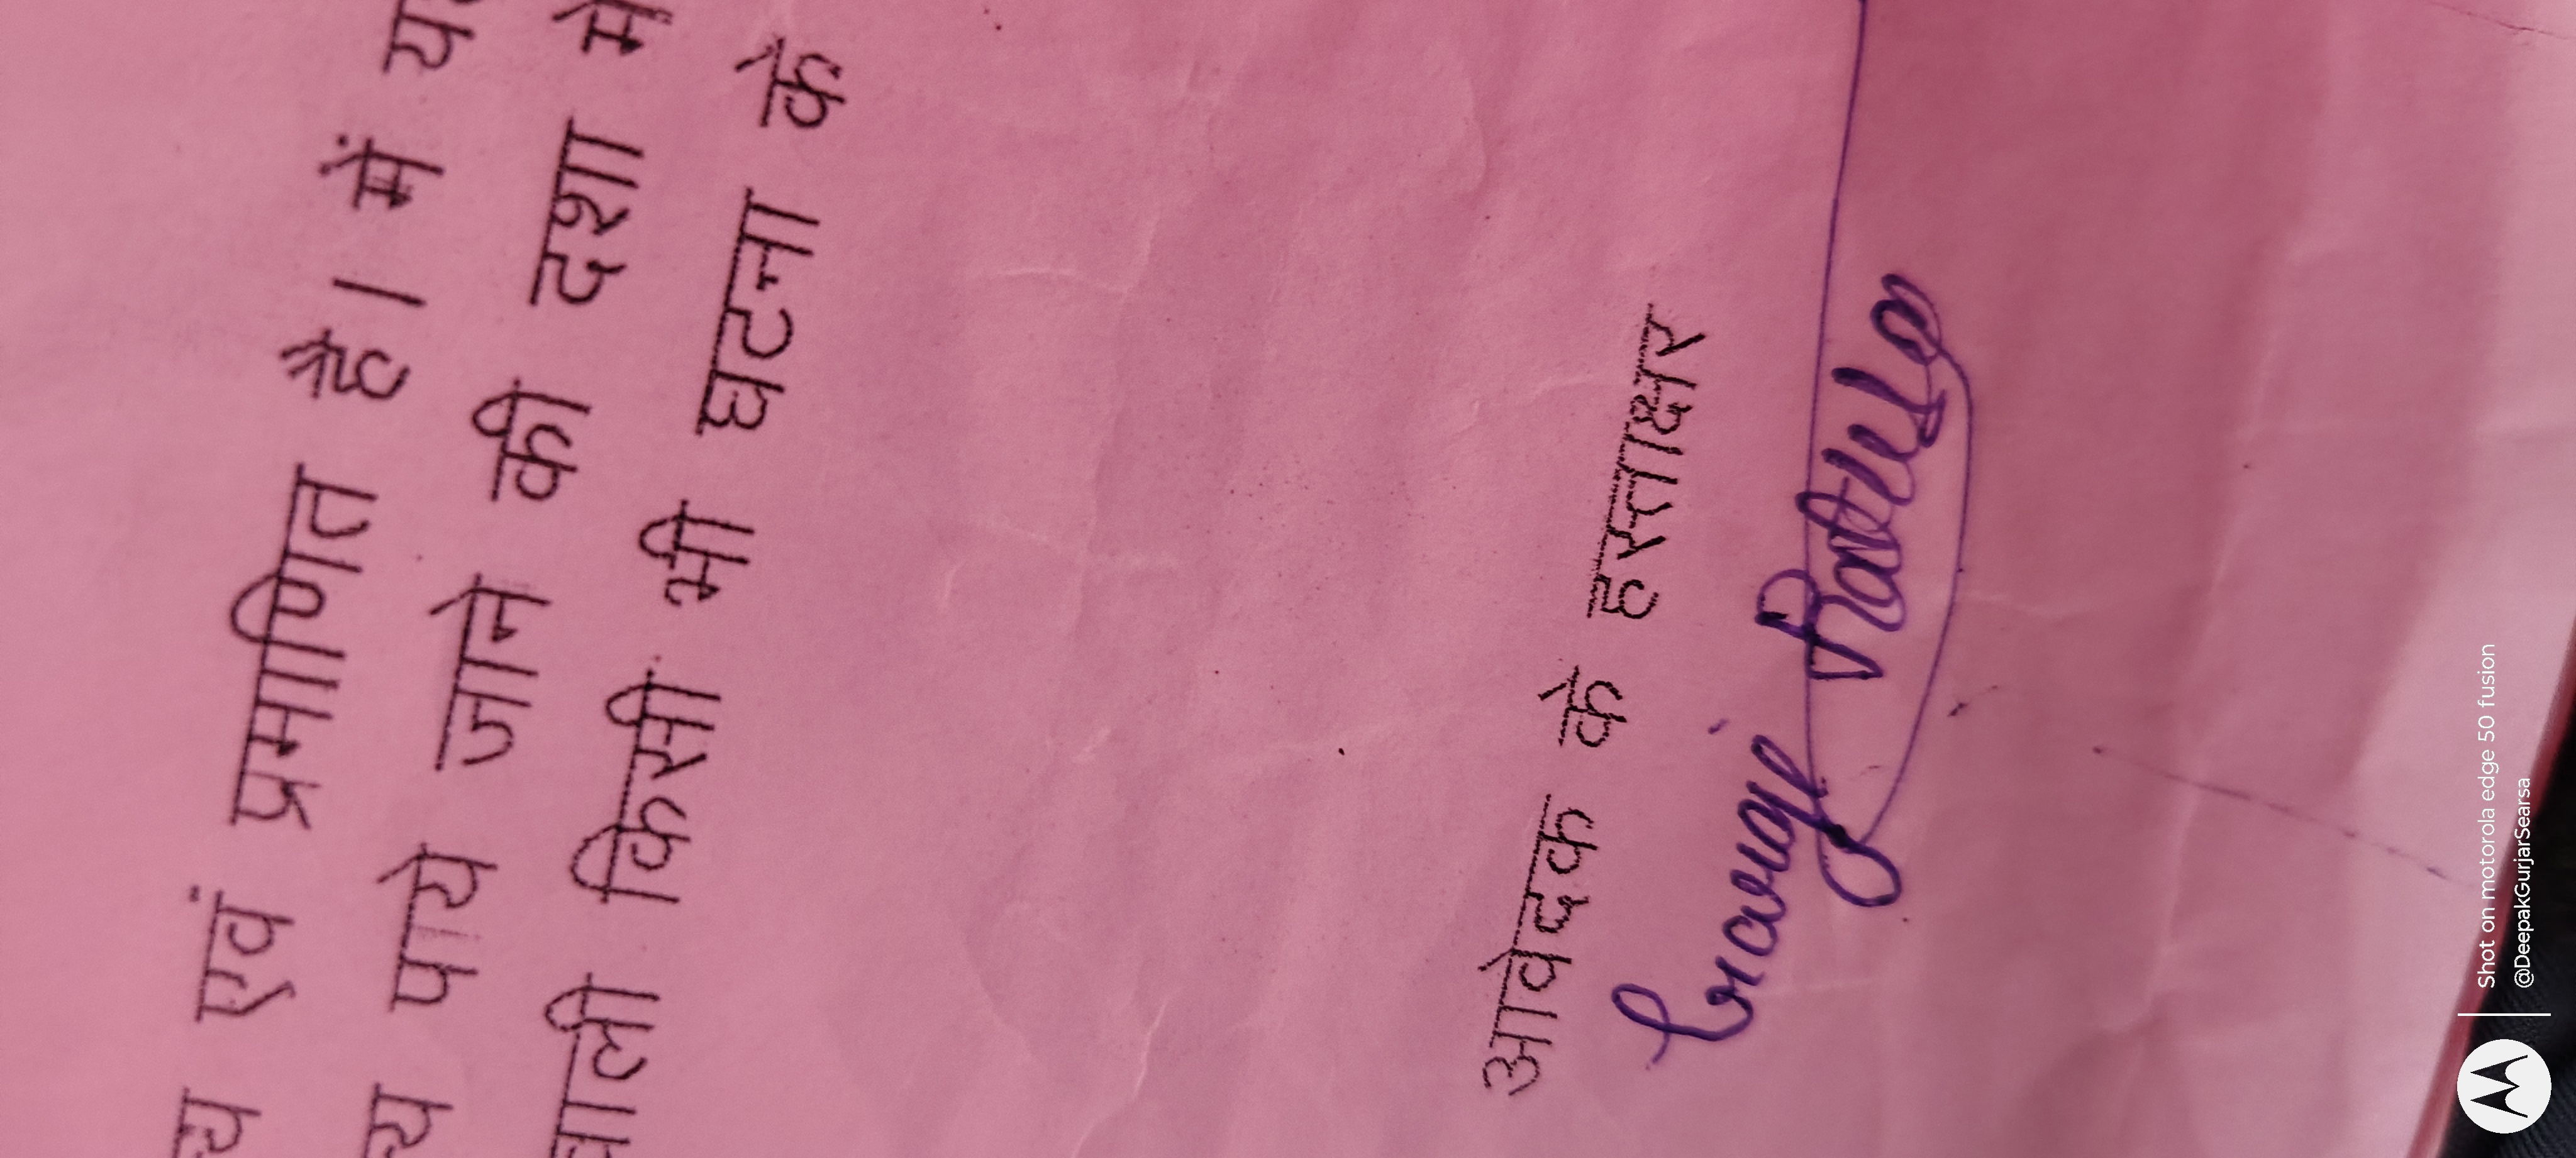 एवं प्रमाणित है। मैं
पाये जाने की दशा में
किसी भी घटना के
आवेदक के हस्ताक्षर
Shot on motorola edge 50 fusion
@DeepakGurjarSearsa